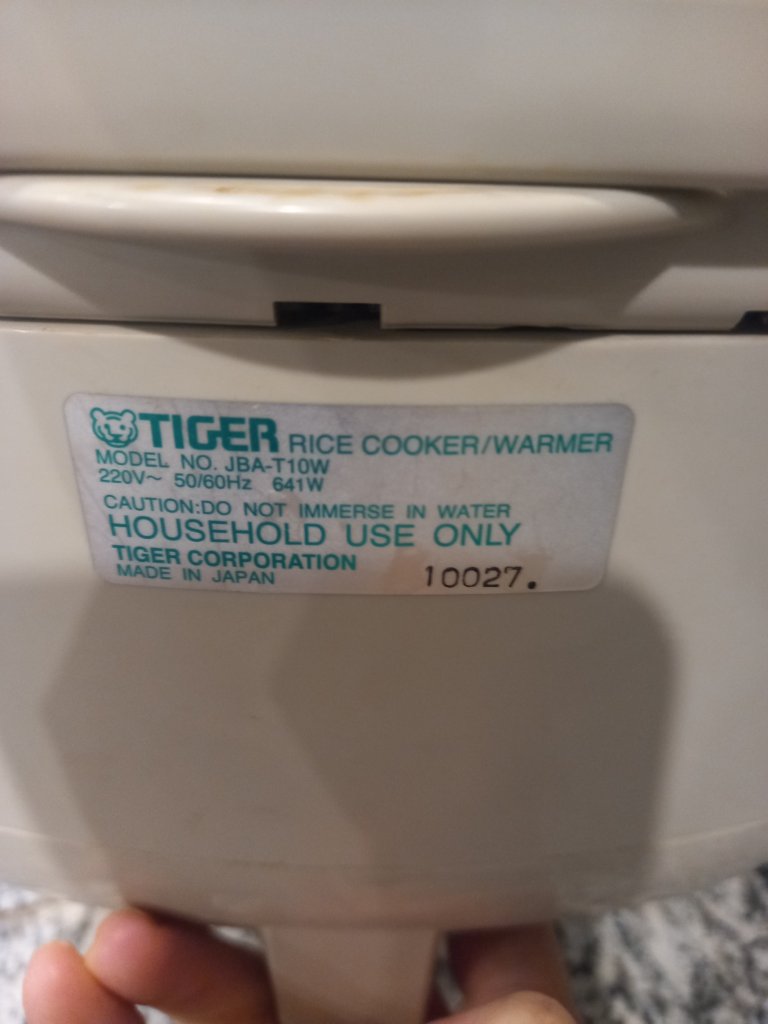 TIGER RICE COOKER/WARMER
MODEL NO. JBA-T10W
220V~ 50/60Hz 641W
CAUTION:DO NOT IMMERSE IN WATER
HOUSEHOLD USE ONLY
TIGER CORPORATION
MADE IN JAPAN 10027.